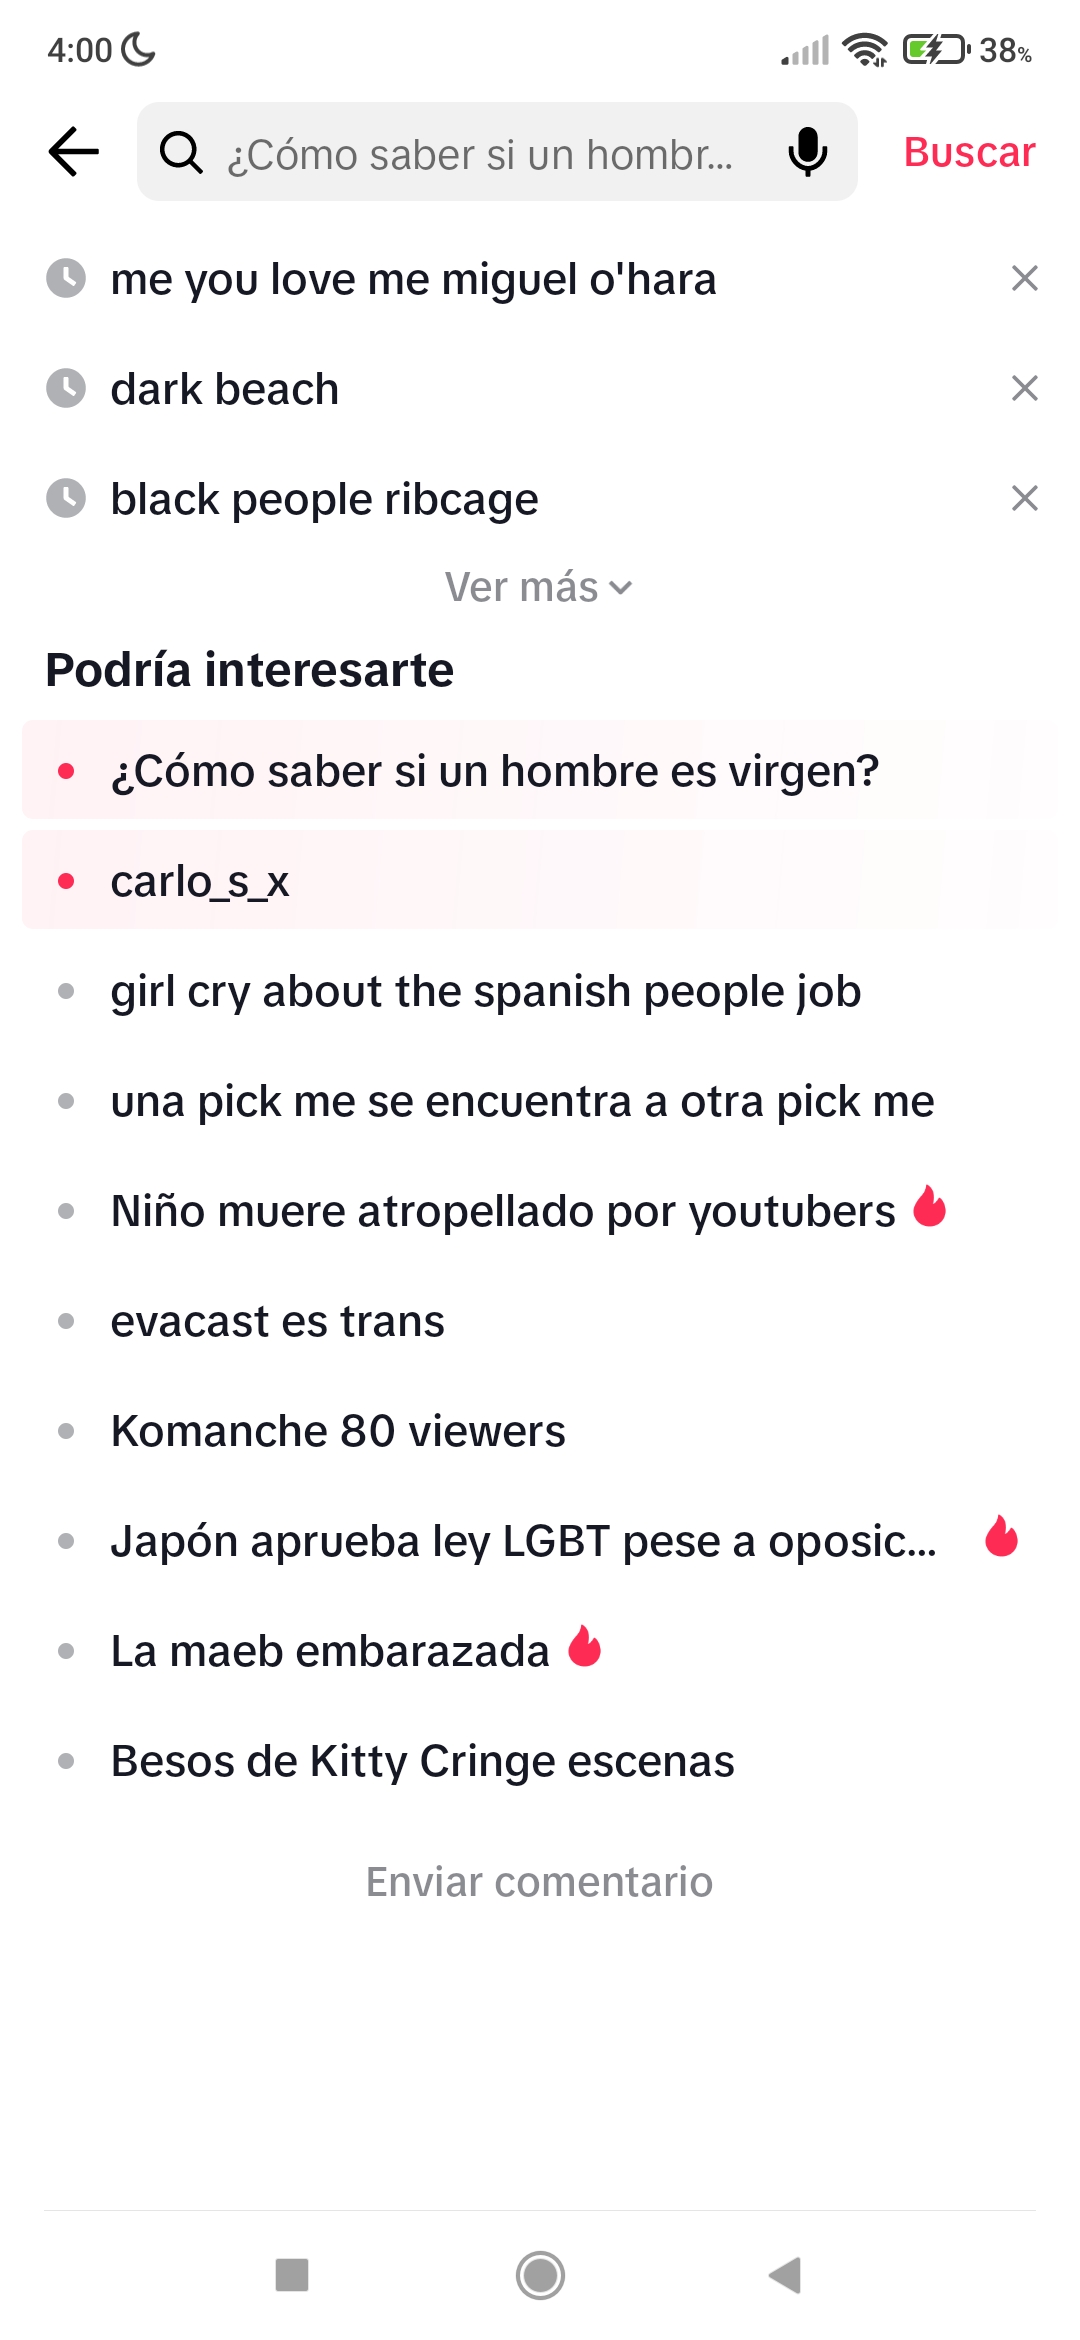 4:00 38%
¿Cómo saber si un hombr... Buscar
me you love me miguel o'hara
dark beach
black people ribcage
Ver más
Podría interesarte
¿Cómo saber si un hombre es virgen?
carlo_s_x
girl cry about the spanish people job
una pick me se encuentra a otra pick me
Niño muere atropellado por youtubers
evacast es trans
Komanche 80 viewers
Japón aprueba ley LGBT pese a oposic...
La maeb embarazada
Besos de Kitty Cringe escenas
Enviar comentario